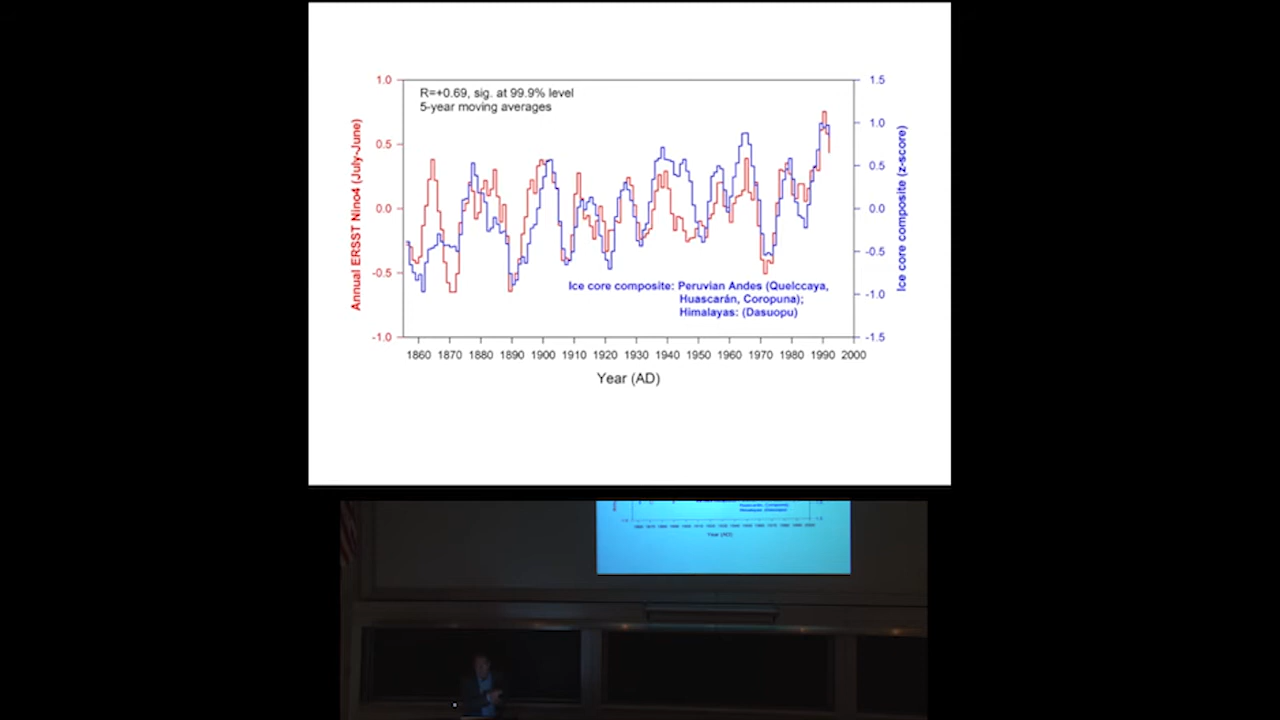 R=+0.69, sig. at 99.9% level
5-year moving averages
Annual ERSST Nino4 (July-June)
1.0
0.5
0.0
-0.5
-1.0
1.5
1.0
0.5
0.0
-0.5
-1.0
-1.5
Ice core composite (z-score)
Ice core composite: Peruvian Andes (Quelccaya,
Huascarán, Coropuna);
Himalayas: (Dasuopu)
1860 1870 1880 1890 1900 1910 1920 1930 1940 1950 1960 1970 1980 1990 2000
Year (AD)
Year (AD)